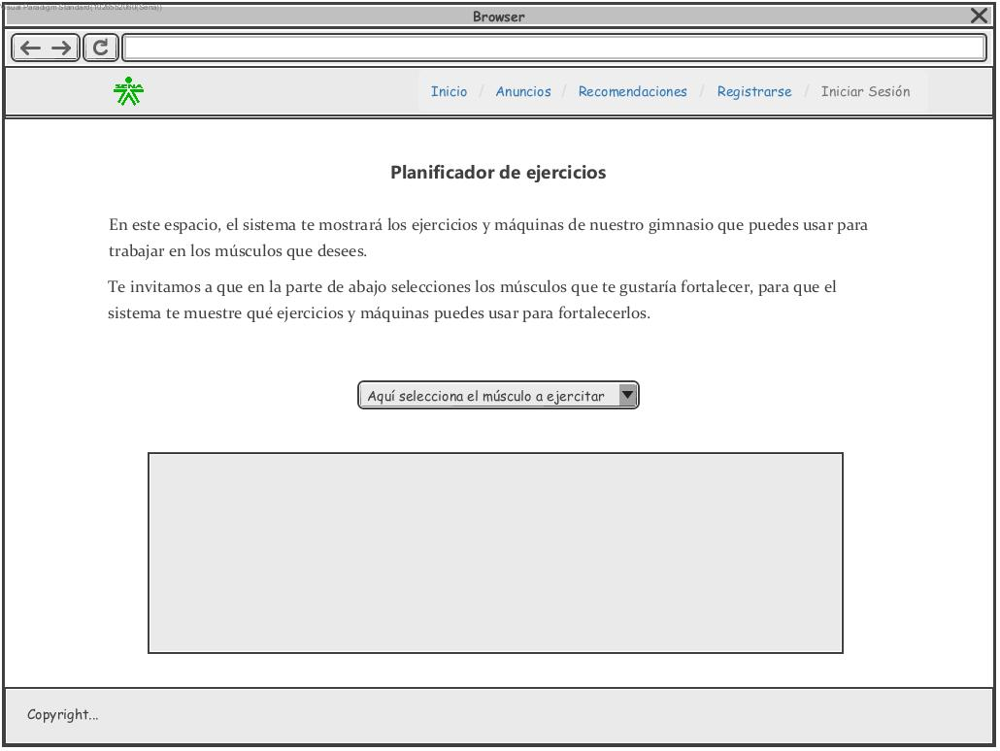 Visual Paradigm Standard(1026552060(Sena))
Browser
SENA
Inicio / Anuncios / Recomendaciones / Registrarse / Iniciar Sesión
Planificador de ejercicios
En este espacio, el sistema te mostrará los ejercicios y máquinas de nuestro gimnasio que puedes usar para
trabajar en los músculos que desees.
Te invitamos a que en la parte de abajo selecciones los músculos que te gustaría fortalecer, para que el
sistema te muestre qué ejercicios y máquinas puedes usar para fortalecerlos.
Aquí selecciona el músculo a ejercitar
Copyright...